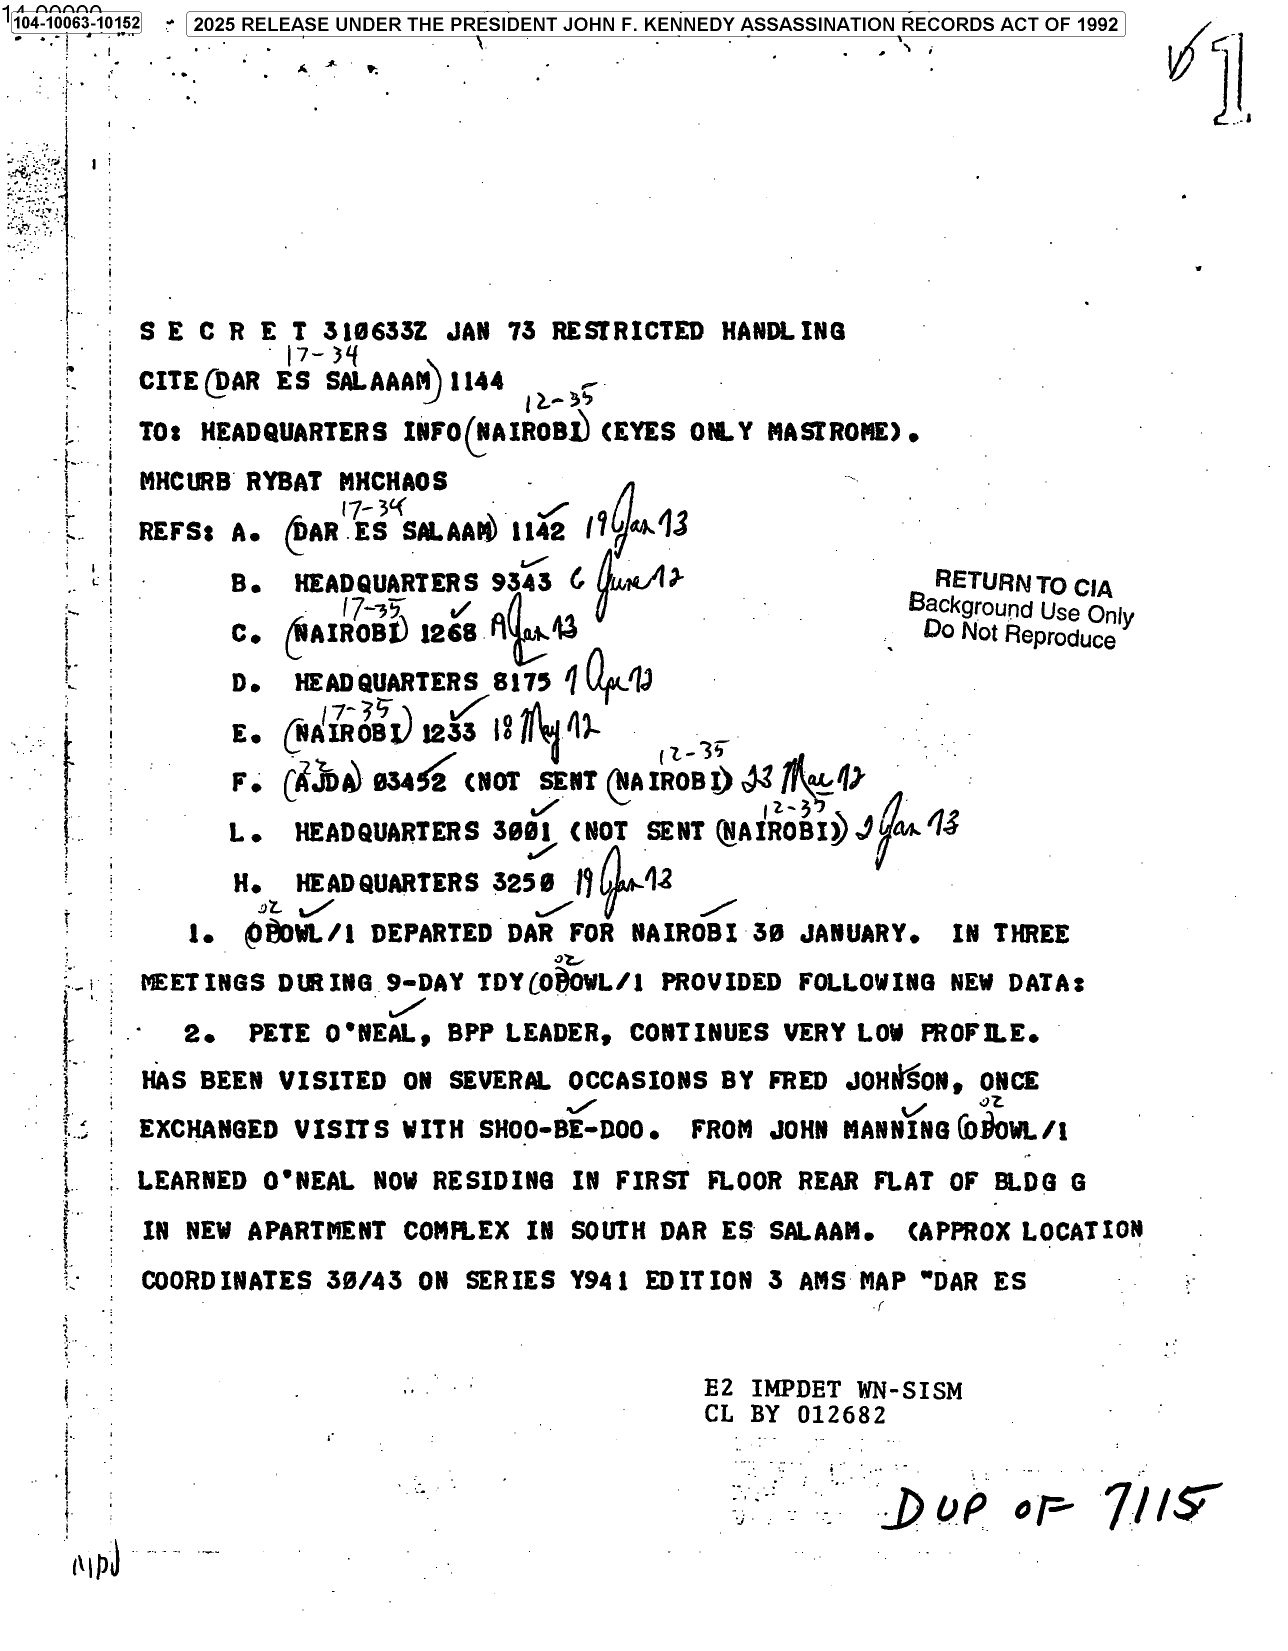 14-00000
104-10063-10152
2025 RELEASE UNDER THE PRESIDENT JOHN F. KENNEDY ASSASSINATION RECORDS ACT OF 1992
1
S E C R E T 310633Z JAN 73 RESTRICTED HANDLING
17-34
CITE (DAR ES SALAAAM) 1144
12-35
TO: HEADQUARTERS INFO (NAIROBI) (EYES ONLY MASTROME).
MHCURB RYBAT MHCHAOS
17-34
REFS: A. (DAR ES SALAAM) 1142 19 Jan 73
B. HEADQUARTERS 9343 6 June 72
17-35
C. (NAIROBI) 1268 Jan 73
D. HEADQUARTERS 8175 7 Apr 72
17-35
E. (NAIROBI) 1233 18 May 72
22 12-35
F. (AJDA) 03452 (NOT SENT (NAIROBI) 23 Mar 72
12-35
L. HEADQUARTERS 3001 (NOT SENT (NAIROBI)) Jan 73
H. HEADQUARTERS 3250 19 Jan 73
RETURN TO CIA
Background Use Only
Do Not Reproduce
02
1. (OBOWL/1 DEPARTED DAR FOR NAIROBI 30 JANUARY. IN THREE
02
MEETINGS DURING 9-DAY TDY (OBOWL/1 PROVIDED FOLLOWING NEW DATA:
2. PETE O'NEAL, BPP LEADER, CONTINUES VERY LOW PROFILE.
HAS BEEN VISITED ON SEVERAL OCCASIONS BY FRED JOHNSON, ONCE
02
EXCHANGED VISITS WITH SHOO-BE-DOO. FROM JOHN MANNING (OBOWL/1
LEARNED O'NEAL NOW RESIDING IN FIRST FLOOR REAR FLAT OF BLDG G
IN NEW APARTMENT COMPLEX IN SOUTH DAR ES SALAAM. (APPROX LOCATION
COORDINATES 30/43 ON SERIES Y941 EDITION 3 AMS MAP "DAR ES
E2 IMPDET WN-SISM
CL BY 012682
DUP OF 7115